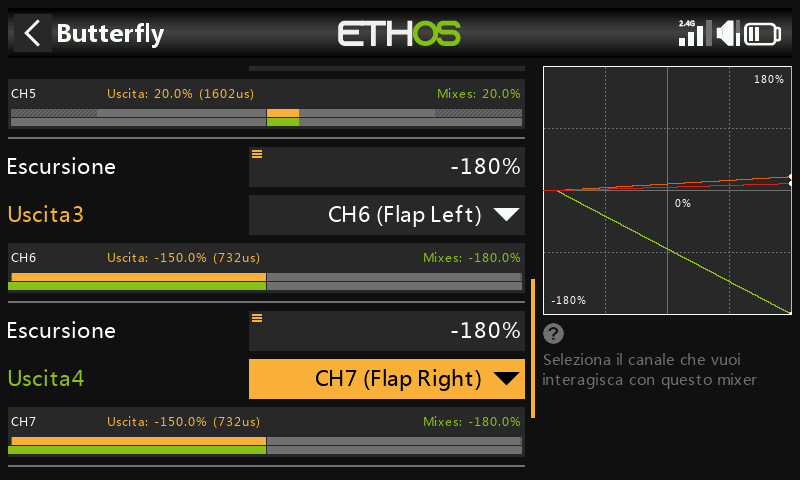 Butterfly
ETHOS
2.4G
CH5 Uscita: 20.0% (1602us) Mixes: 20.0%
Escursione -180%
Uscita3 CH6 (Flap Left)
CH6 Uscita: -150.0% (732us) Mixes: -180.0%
Escursione -180%
Uscita4 CH7 (Flap Right)
CH7 Uscita: -150.0% (732us) Mixes: -180.0%
180%
0%
-180%
?
Seleziona il canale che vuoi
interagisca con questo mixer